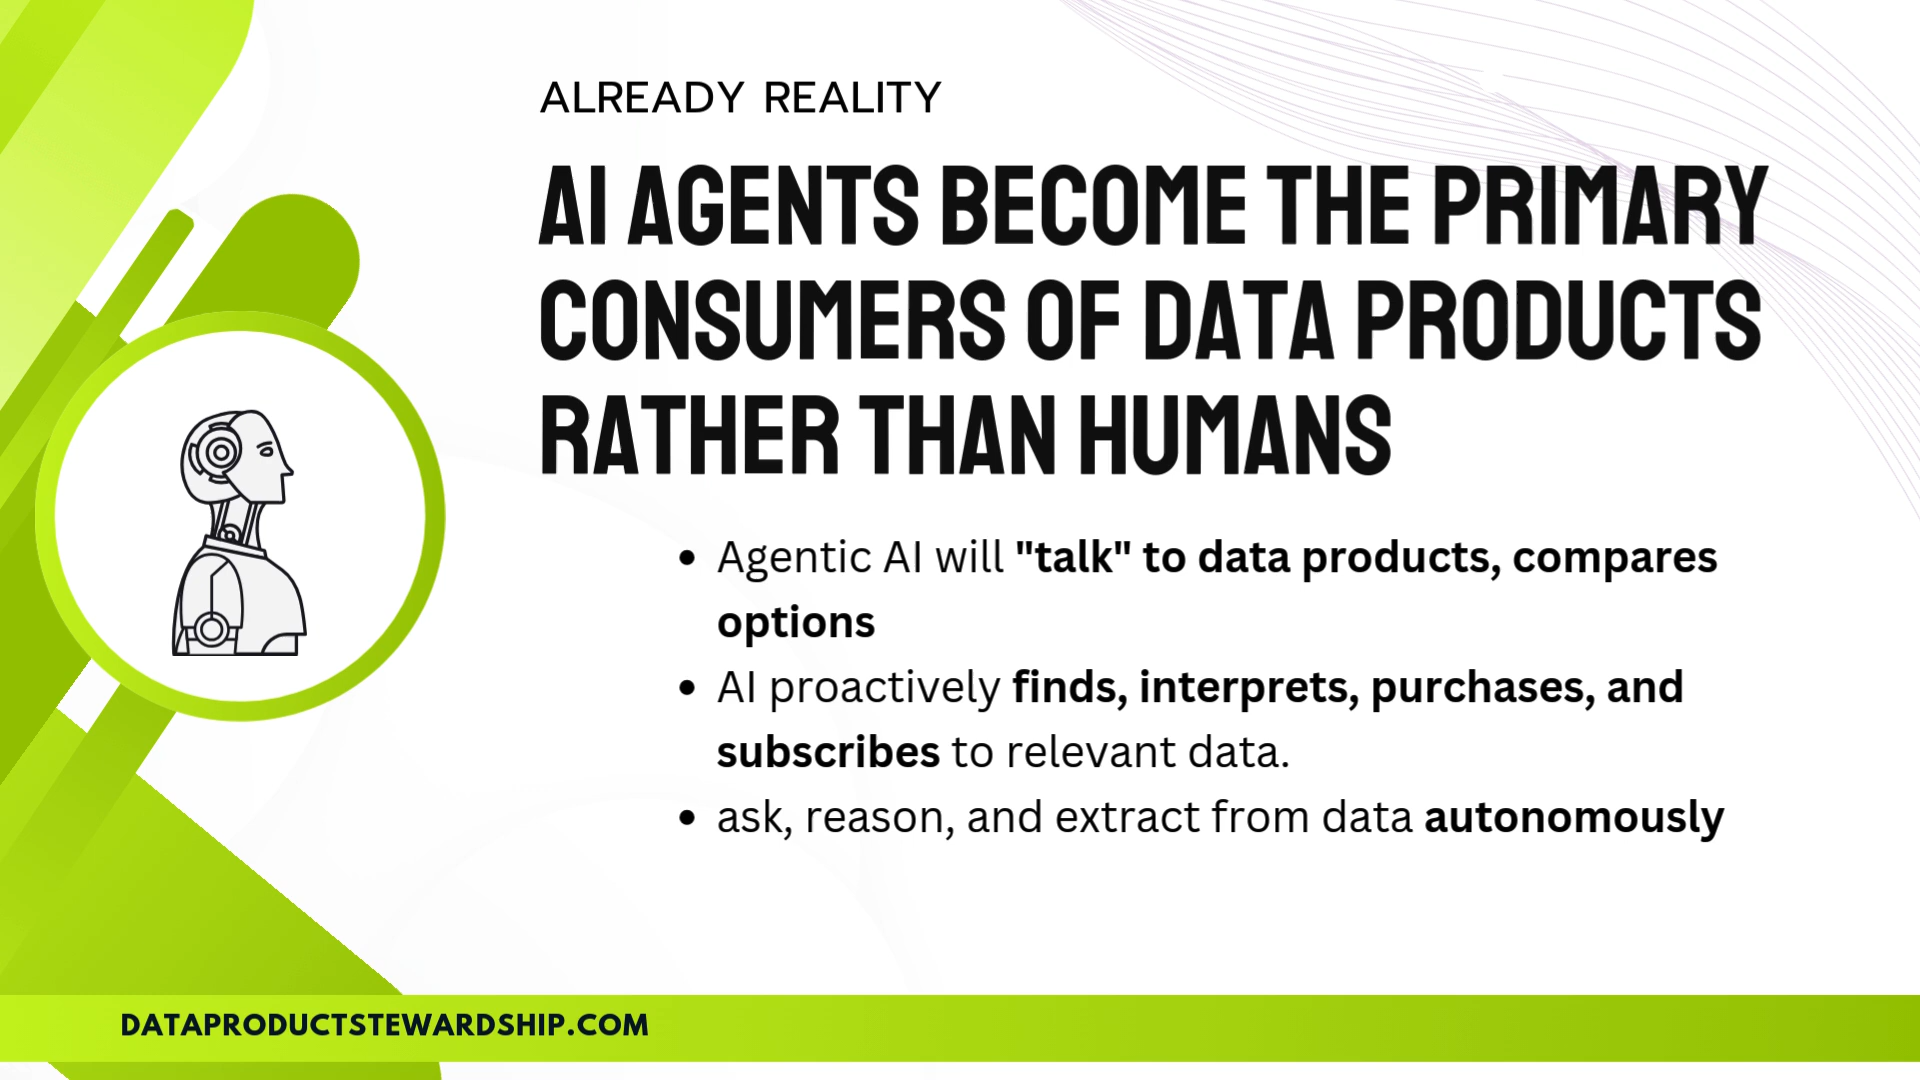 ALREADY REALITY
AI AGENTS BECOME THE PRIMARY
CONSUMERS OF DATA PRODUCTS
RATHER THAN HUMANS
• Agentic AI will "talk" to data products, compares
options
• AI proactively finds, interprets, purchases, and
subscribes to relevant data.
• ask, reason, and extract from data autonomously
DATAPRODUCTSTEWARDSHIP.COM